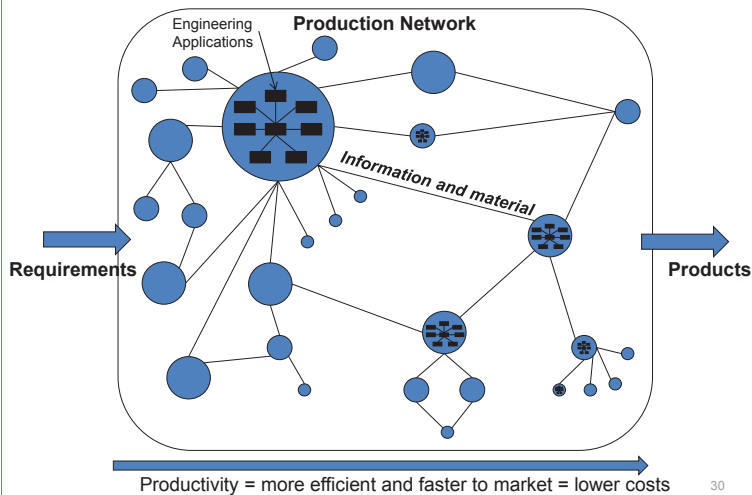 Engineering
Applications
Production Network
Information and material
Requirements
Products
Productivity = more efficient and faster to market = lower costs
30